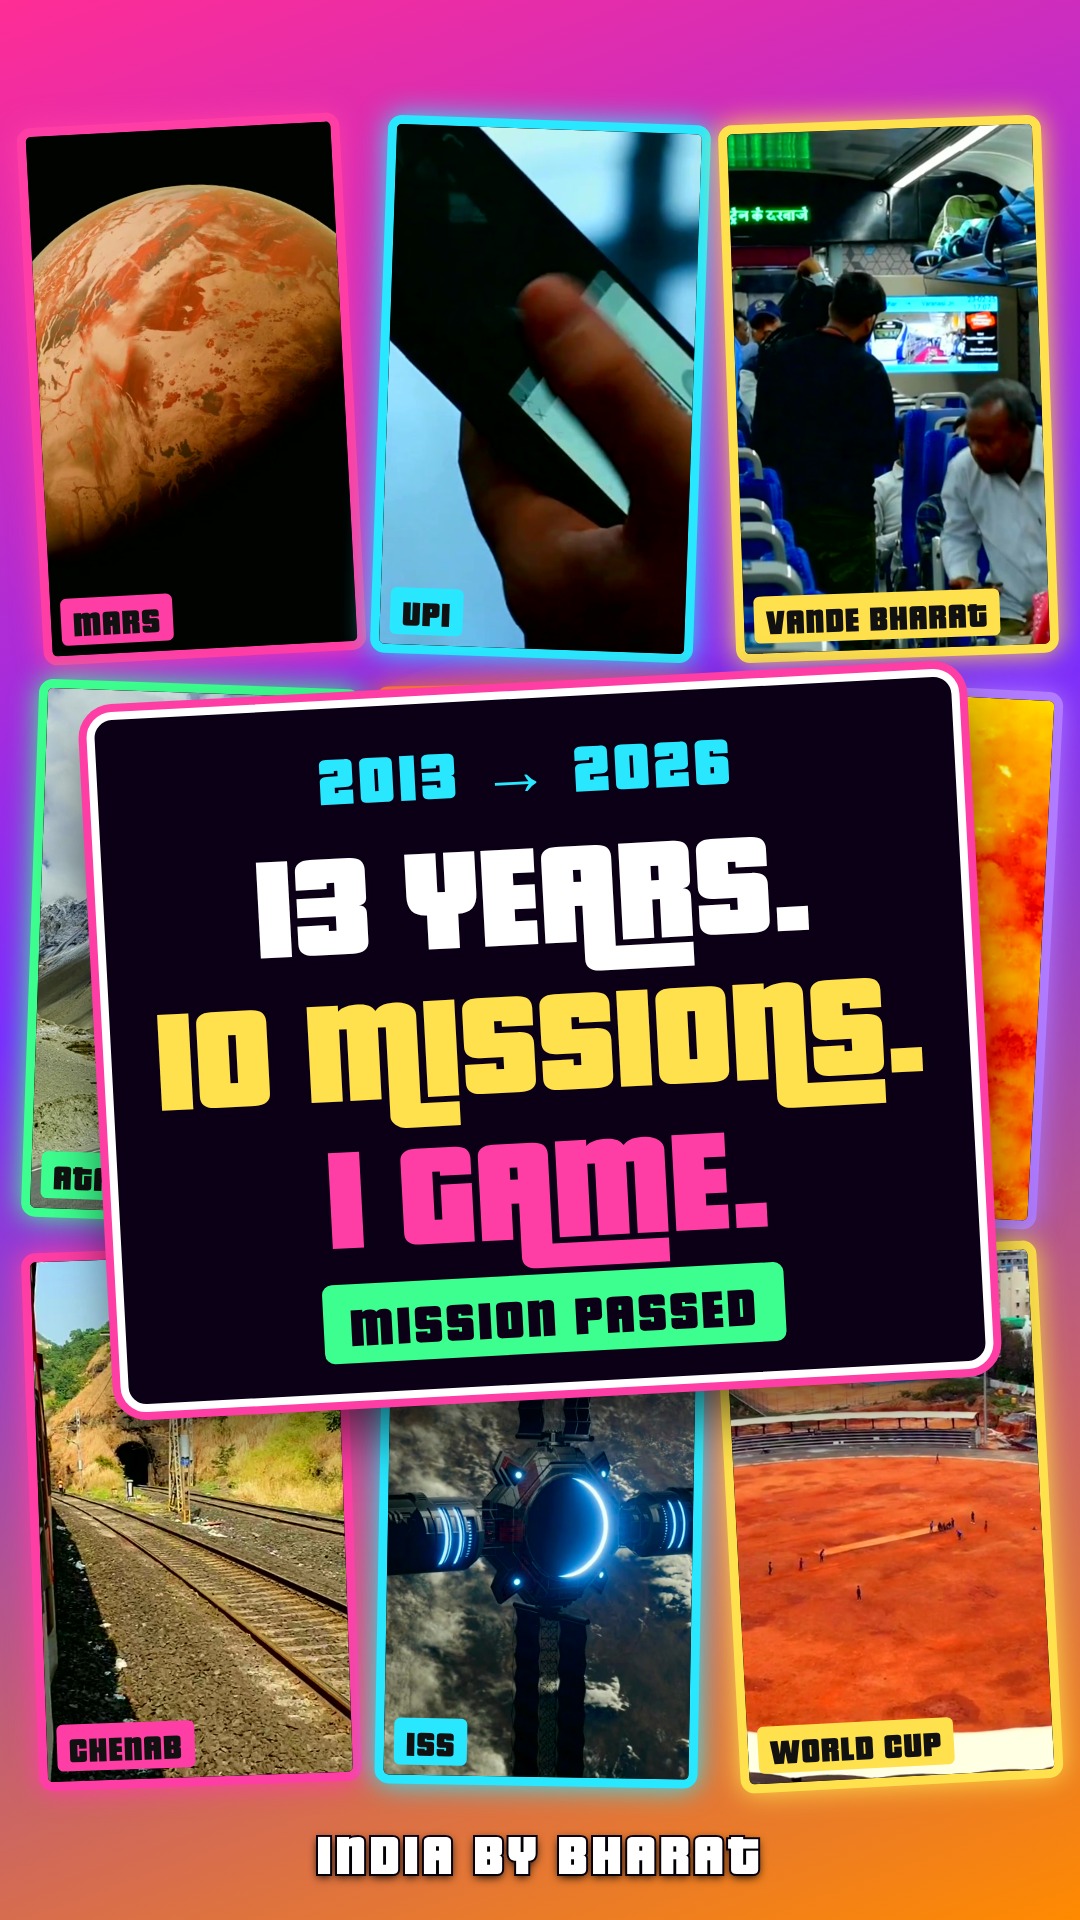 ट्रेन के दरवाजे
MARS
UPI
VANDE BHARAT
2013 → 2026
13 YEARS.
10 MISSIONS.
1 GAME.
MISSION PASSED
CHENAB
ISS
WORLD CUP
INDIA BY BHARAT